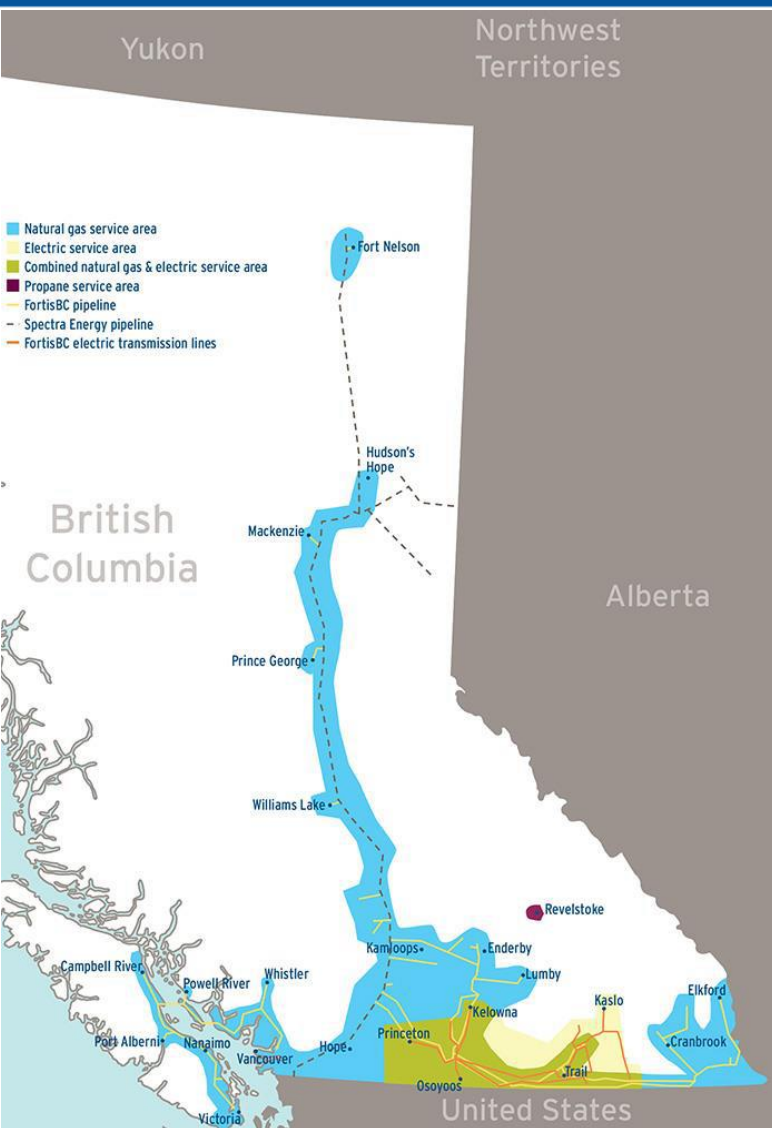 Yukon
Northwest
Territories
Natural gas service area
Electric service area
Combined natural gas & electric service area
Propane service area
FortisBC pipeline
Spectra Energy pipeline
FortisBC electric transmission lines
Fort Nelson
Hudson's
Hope
British
Columbia
Mackenzie
Alberta
Prince George
Williams Lake
Revelstoke
Kamloops
Enderby
Campbell River
Powell River
Whistler
Lumby
Elkford
Kaslo
Kelowna
Port Alberni
Nanaimo
Vancouver
Hope
Princeton
Cranbrook
Trail
Osoyoos
Victoria
United States